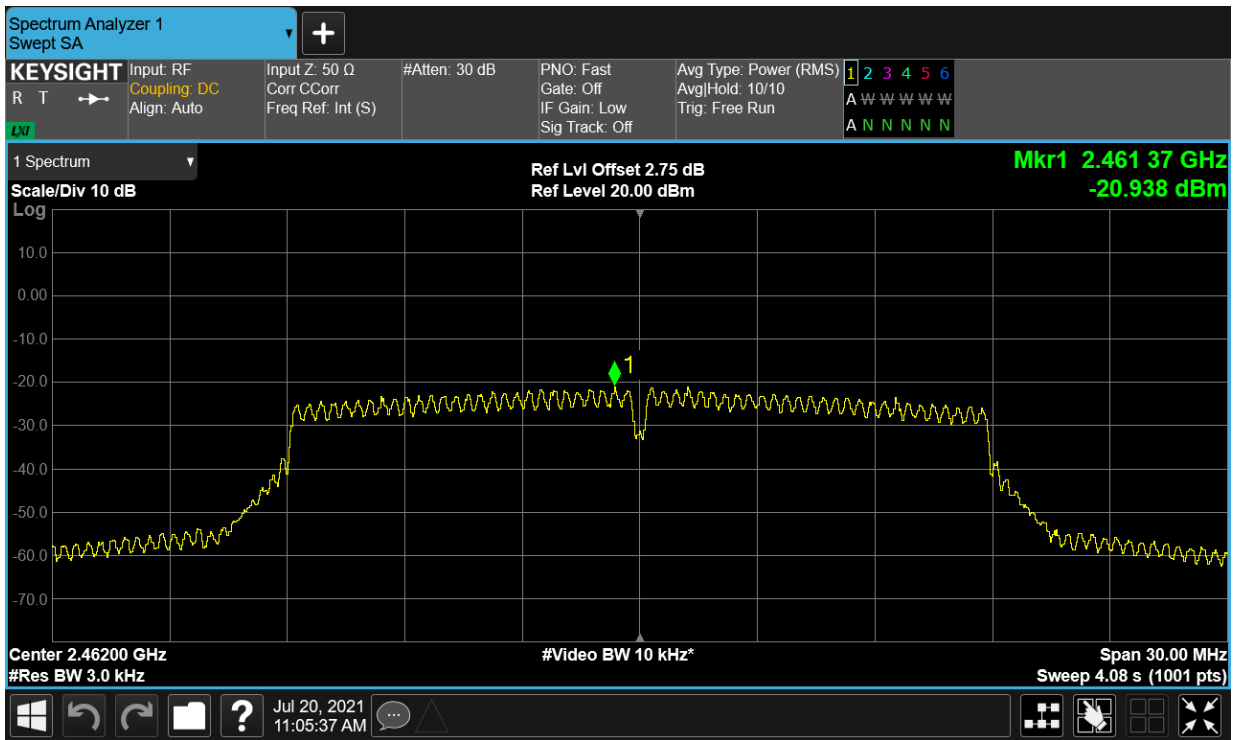 Spectrum Analyzer 1
Swept SA
+
KEYSIGHT
R T
LXI
Input: RF
Coupling: DC
Align: Auto
Input Z: 50 Ω
Corr CCorr
Freq Ref: Int (S)
#Atten: 30 dB
PNO: Fast
Gate: Off
IF Gain: Low
Sig Track: Off
Avg Type: Power (RMS)
Avg|Hold: 10/10
Trig: Free Run
1 2 3 4 5 6
A W W W W W
A N N N N N
1 Spectrum
Scale/Div 10 dB
Log
Ref Lvl Offset 2.75 dB
Ref Level 20.00 dBm
Mkr1 2.461 37 GHz
-20.938 dBm
10.0
0.00
-10.0
1
-20.0
-30.0
-40.0
-50.0
-60.0
-70.0
Center 2.46200 GHz
#Res BW 3.0 kHz
#Video BW 10 kHz*
Span 30.00 MHz
Sweep 4.08 s (1001 pts)
?
Jul 20, 2021
11:05:37 AM